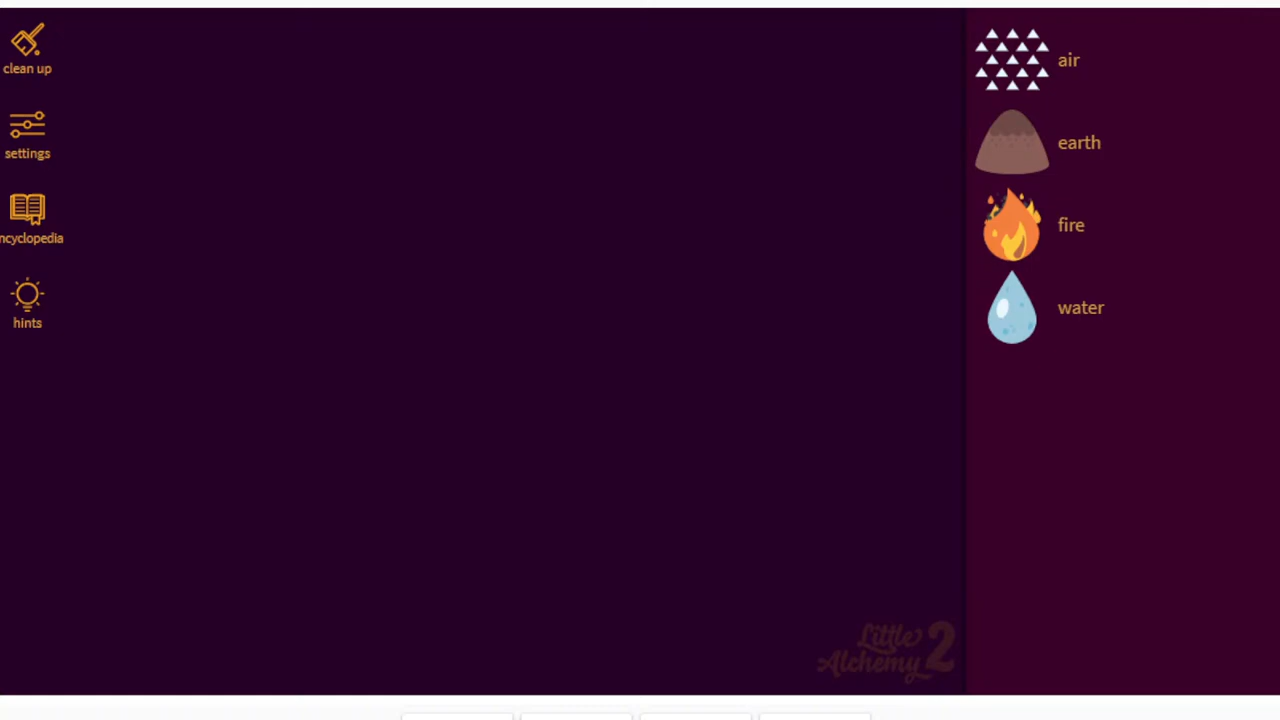 clean up
settings
ncyclopedia
hints
air
earth
fire
water
Little
Alchemy 2